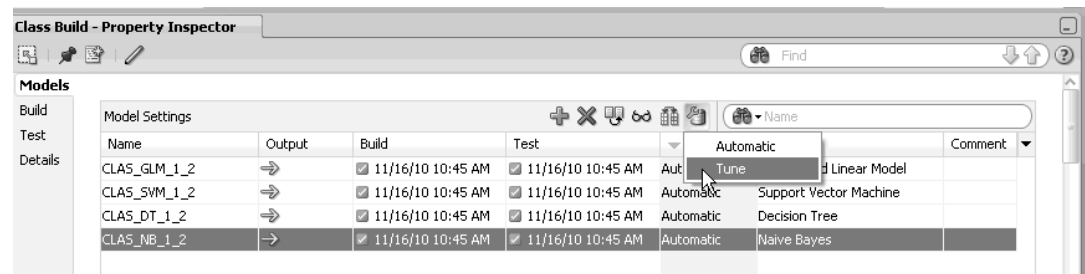 Class Build - Property Inspector
Find
Models
Build
Test
Details
Model Settings
Name
Name Output Build Test Comment
Automatic
Tune
CLAS_GLM_1_2 11/16/10 10:45 AM 11/16/10 10:45 AM Aut d Linear Model
CLAS_SVM_1_2 11/16/10 10:45 AM 11/16/10 10:45 AM Automatic Support Vector Machine
CLAS_DT_1_2 11/16/10 10:45 AM 11/16/10 10:45 AM Automatic Decision Tree
CLAS_NB_1_2 11/16/10 10:45 AM 11/16/10 10:45 AM Automatic Naive Bayes